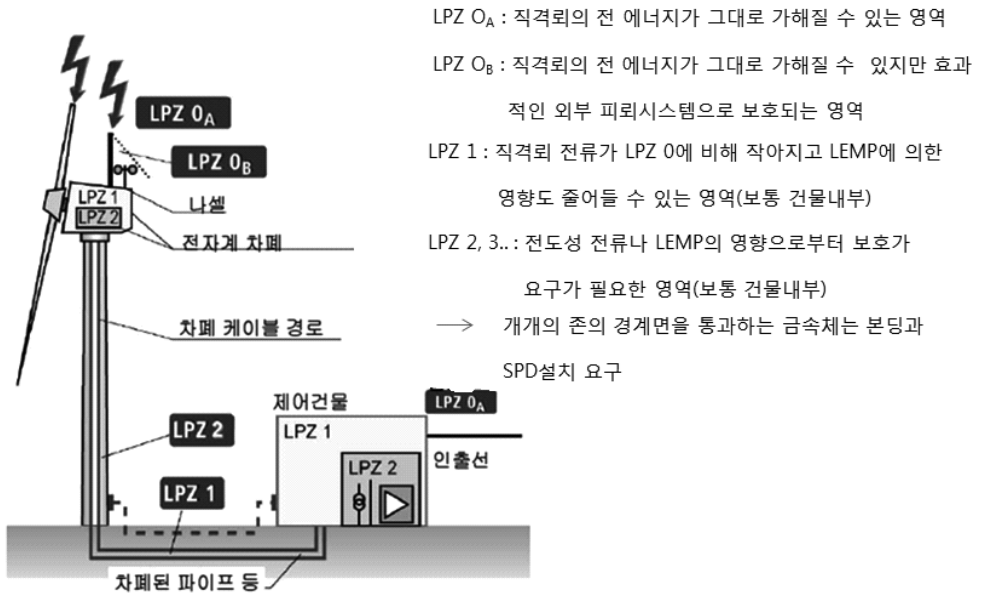 LPZ O_A : 직격뢰의 전 에너지가 그대로 가해질 수 있는 영역
LPZ O_B : 직격뢰의 전 에너지가 그대로 가해질 수 있지만 효과
적인 외부 피뢰시스템으로 보호되는 영역
LPZ 1 : 직격뢰 전류가 LPZ 0에 비해 작아지고 LEMP에 의한
영향도 줄어들 수 있는 영역(보통 건물내부)
LPZ 2, 3.. : 전도성 전류나 LEMP의 영향으로부터 보호가
요구가 필요한 영역(보통 건물내부)
→ 개개의 존의 경계면을 통과하는 금속체는 본딩과
SPD설치 요구
LPZ 0_A
LPZ 0_B
LPZ 1
LPZ 2
나셀
전자계 차폐
차폐 케이블 경로
제어건물
LPZ 0_A
LPZ 2
LPZ 1
인출선
LPZ 2
LPZ 1
차폐된 파이프 등